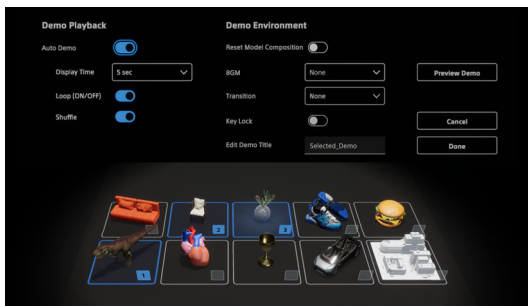 Demo Playback
Auto Demo
Display Time
5 sec
Loop (ON/OFF)
Shuffle
Demo Environment
Reset Model Composition
BGM
None
Transition
None
Key Lock
Edit Demo Title
Selected_Demo
Preview Demo
Cancel
Done
2
3
1